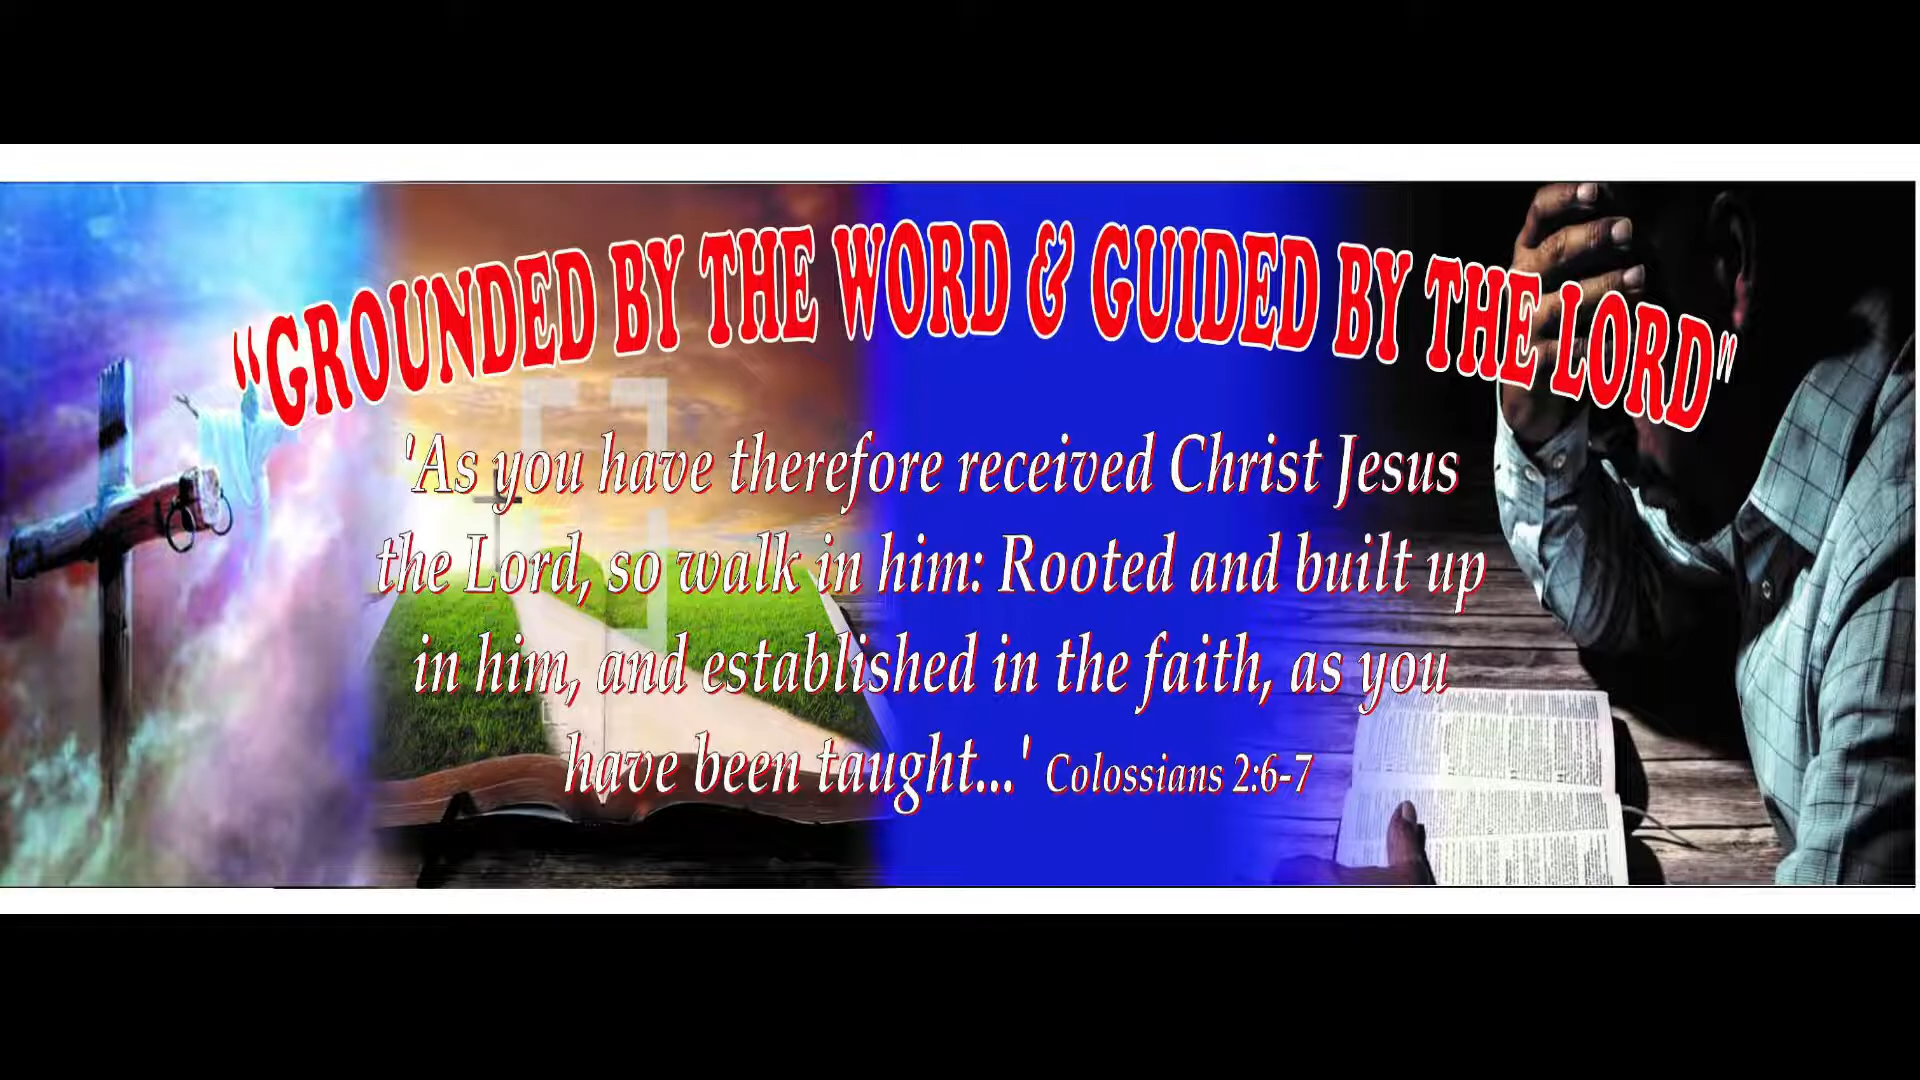 “GROUNDED BY THE WORD & GUIDED BY THE LORD"
'As you have therefore received Christ Jesus
the Lord, so walk in him: Rooted and built up
in him, and established in the faith, as you
have been taught...' Colossians 2:6-7